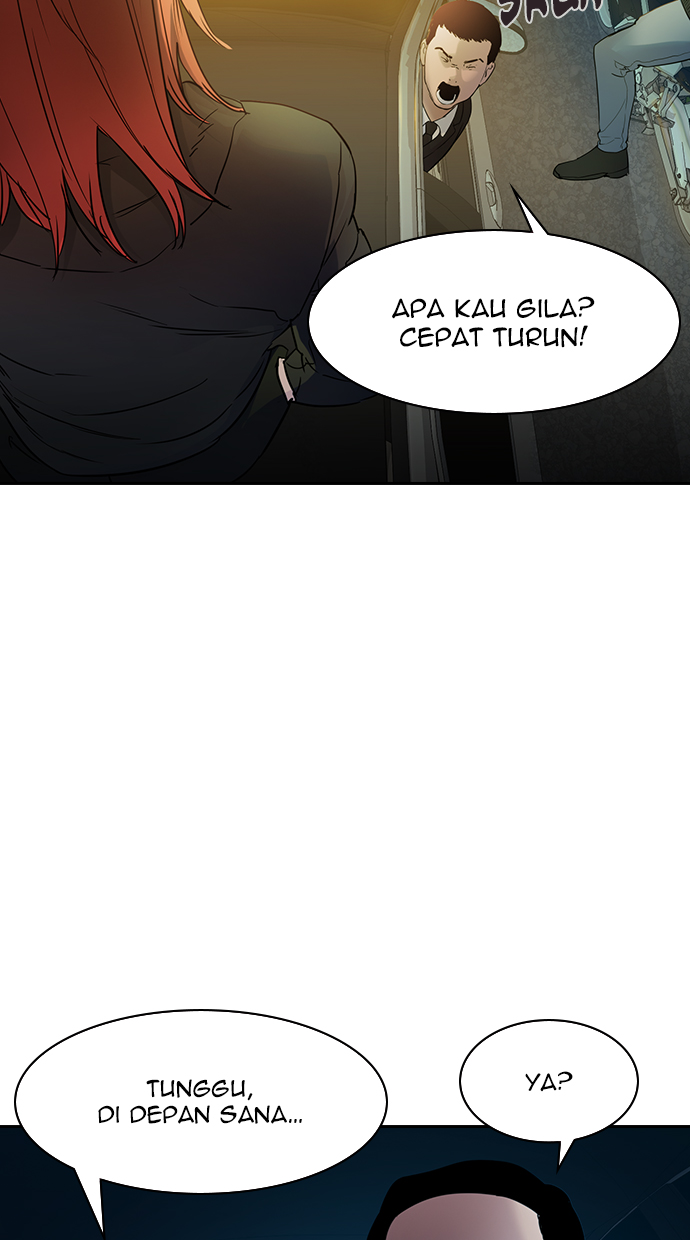 APA KAU GILA?
CEPAT TURUN!
TUNGGU,
DI DEPAN SANA...
YA?